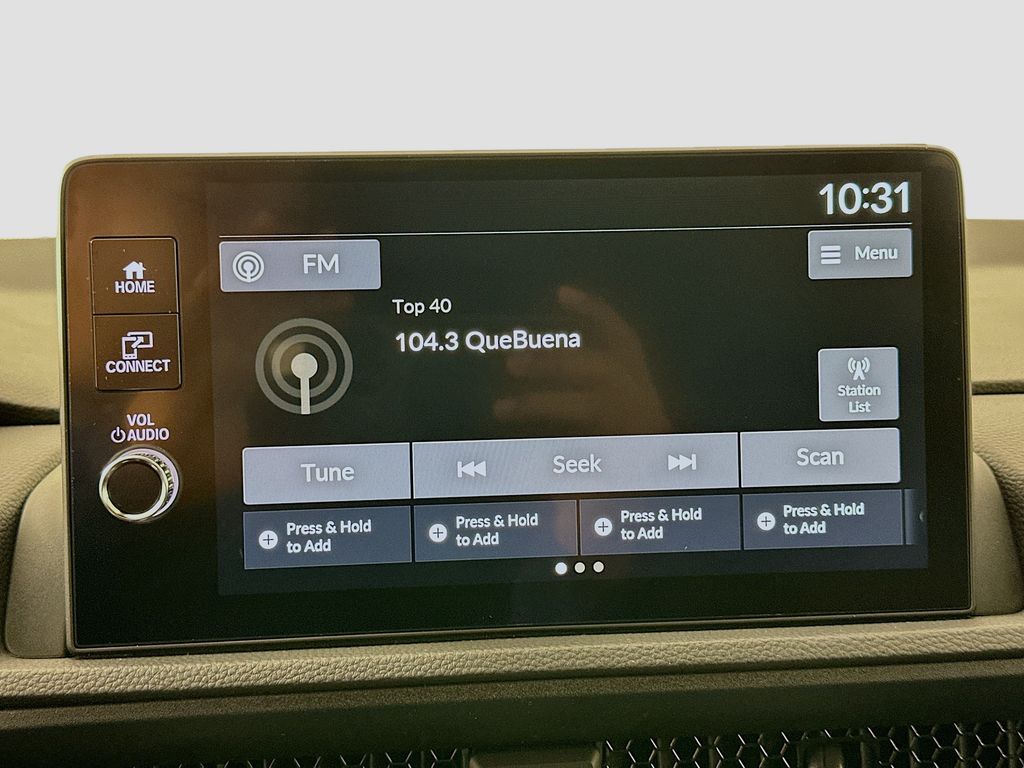 10:31
FM
Menu
HOME
Top 40
104.3 QueBuena
CONNECT
Station
List
VOL
AUDIO
Tune
Seek
Scan
Press & Hold
to Add
Press & Hold
to Add
Press & Hold
to Add
Press & Hold
to Add